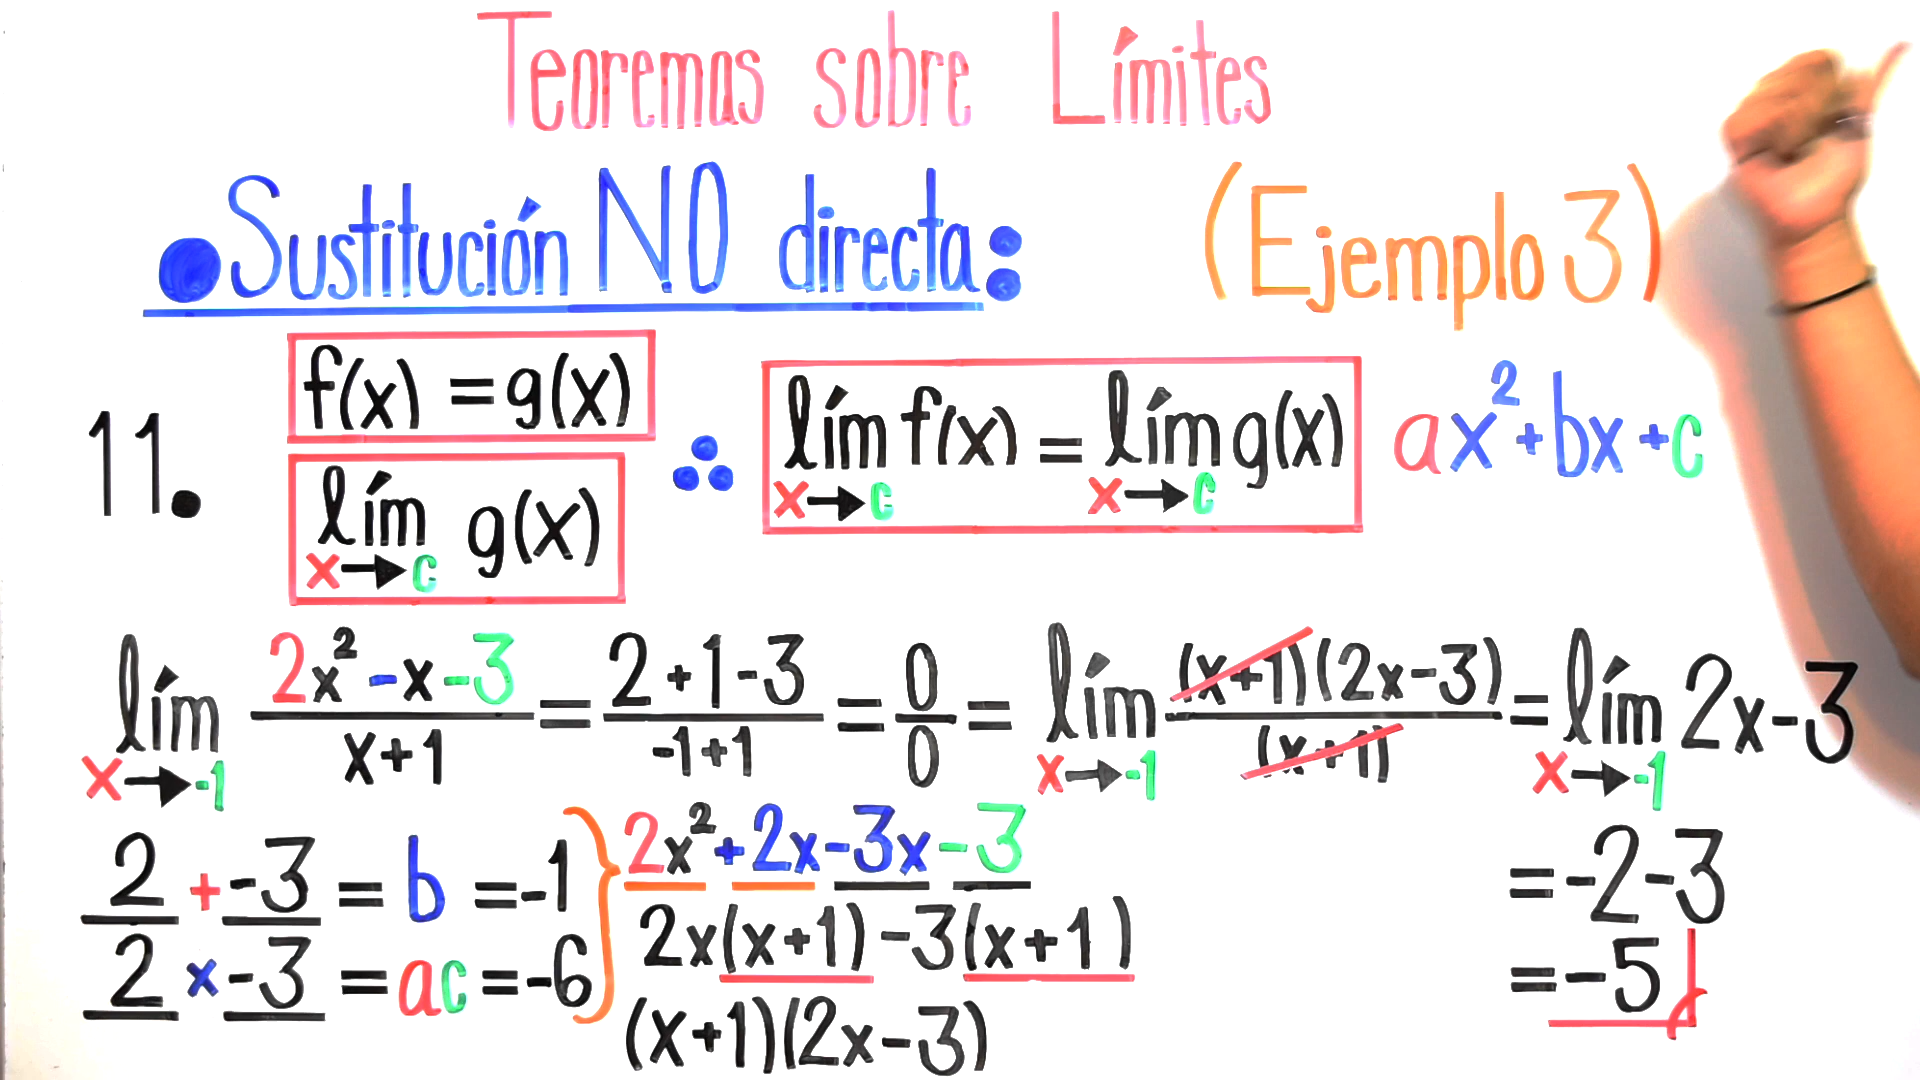 Teoremas sobre Límites
•Sustitución NO directa:
(Ejemplo 3)
11.
f(x) = g(x)
lím g(x)
x→c
∴
lím f(x) = lím g(x)
x→c x→c
ax²+bx+c
lím (2x²-x-3)/(x+1) = (2+1-3)/(-1+1) = 0/0 = lím (x+1)(2x-3)/(x+1) = lím 2x-3
x→-1 x→-1 x→-1
= -2-3
= -5
2 + -3 = b = -1
2 x -3 = ac = -6
2x²+2x-3x-3
2x(x+1)-3(x+1)
(x+1)(2x-3)